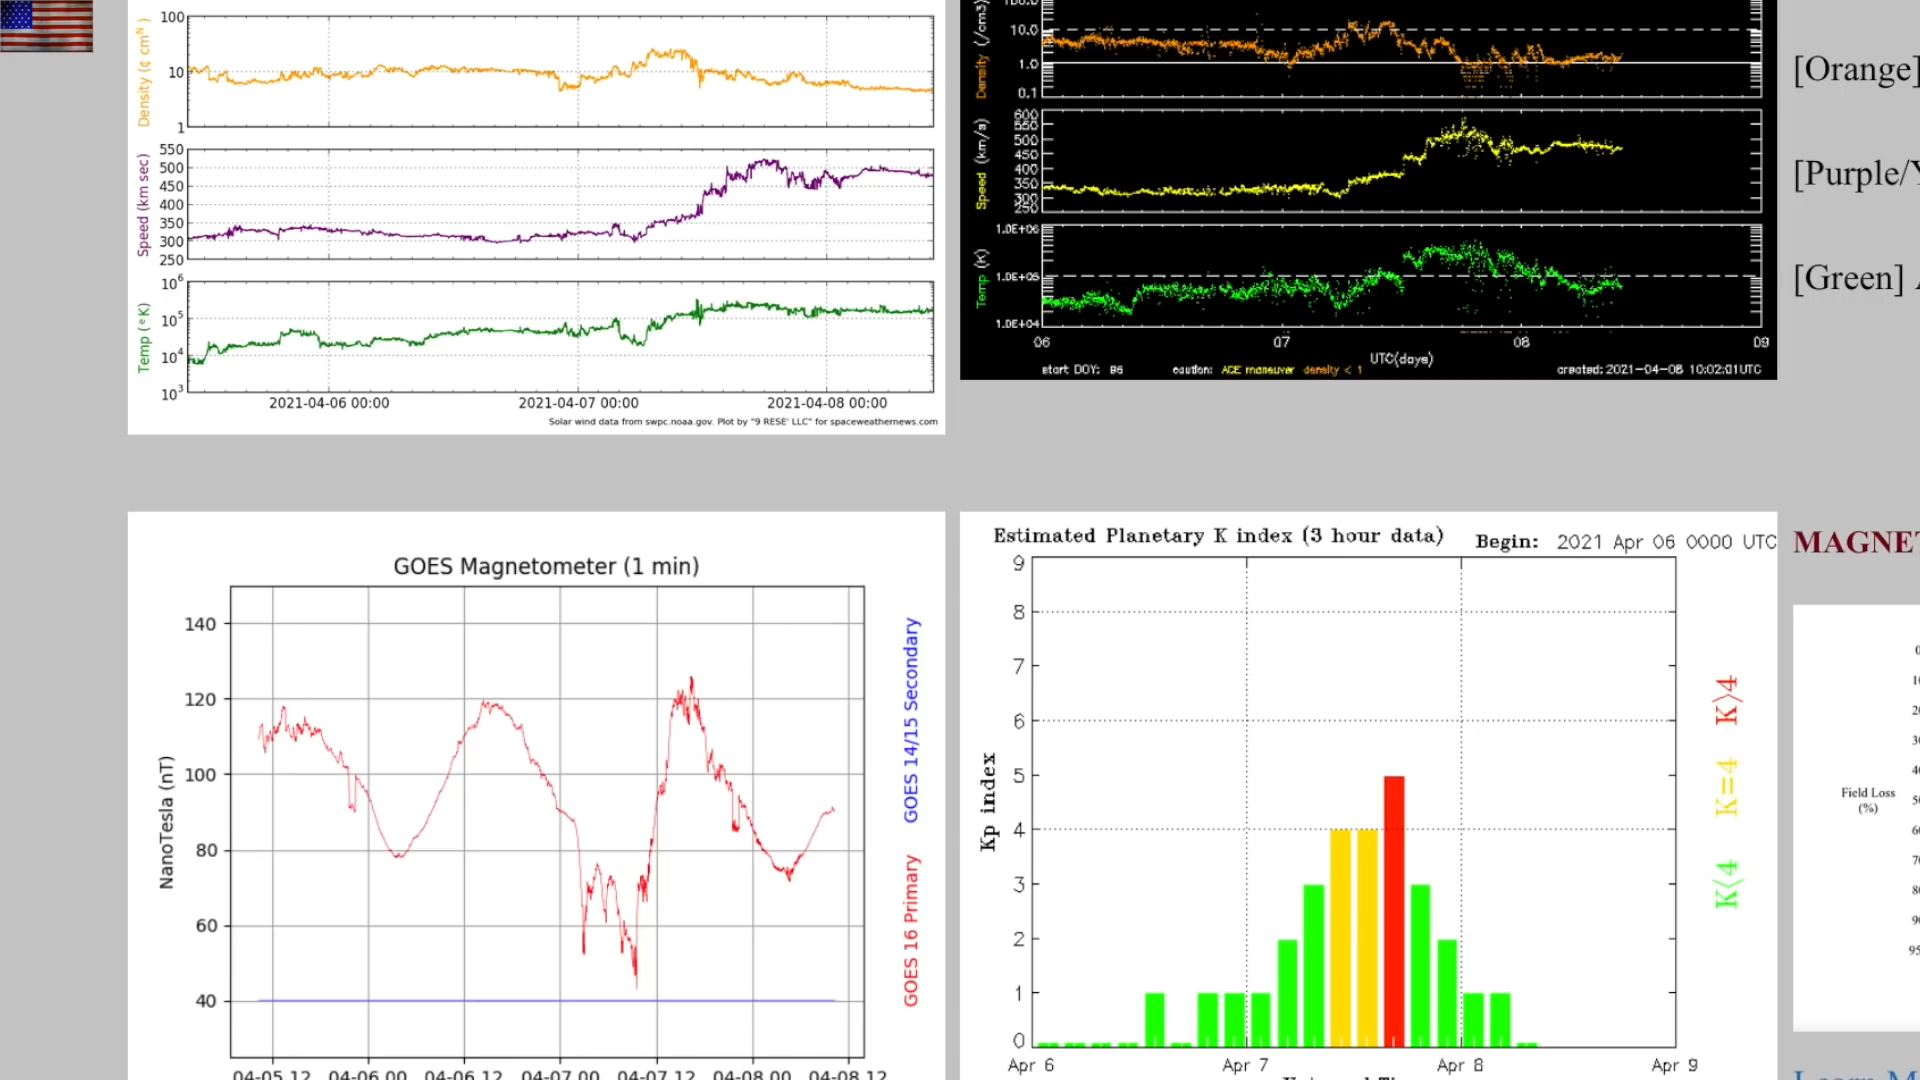 100
10
1
Density (¢ cm^N)
550
500
450
400
350
300
250
Speed (km sec)
10^6
10^5
10^4
10^3
Temp (°K)
2021-04-06 00:00 2021-04-07 00:00 2021-04-08 00:00
Solar wind data from swpc.noaa.gov. Plot by "9 RESE' LLC" for spaceweathernews.com
10.0
1.0
0.1
Density (/cm3)
600
550
500
450
400
350
300
250
Speed (km/s)
1.0E+06
1.0E+05
1.0E+04
Temp (K)
06 07 08 09
UTC(days)
start DOY: 96 caution: ACE maneuver density < 1 created: 2021-04-08 10:02:01UTC
[Orange]
[Purple/Y
[Green] A
GOES Magnetometer (1 min)
140
120
100
80
60
40
NanoTesla (nT)
GOES 14/15 Secondary
GOES 16 Primary
04-05 12 04-06 00 04-06 12 04-07 00 04-07 12 04-08 00 04-08 12
Estimated Planetary K index (3 hour data) Begin: 2021 Apr 06 0000 UTC
9
8
7
6
5
4
3
2
1
0
Kp index
K>4
K=4
K<4
Apr 6 Apr 7 Apr 8 Apr 9
MAGNET
Field Loss
(%)
Learn M